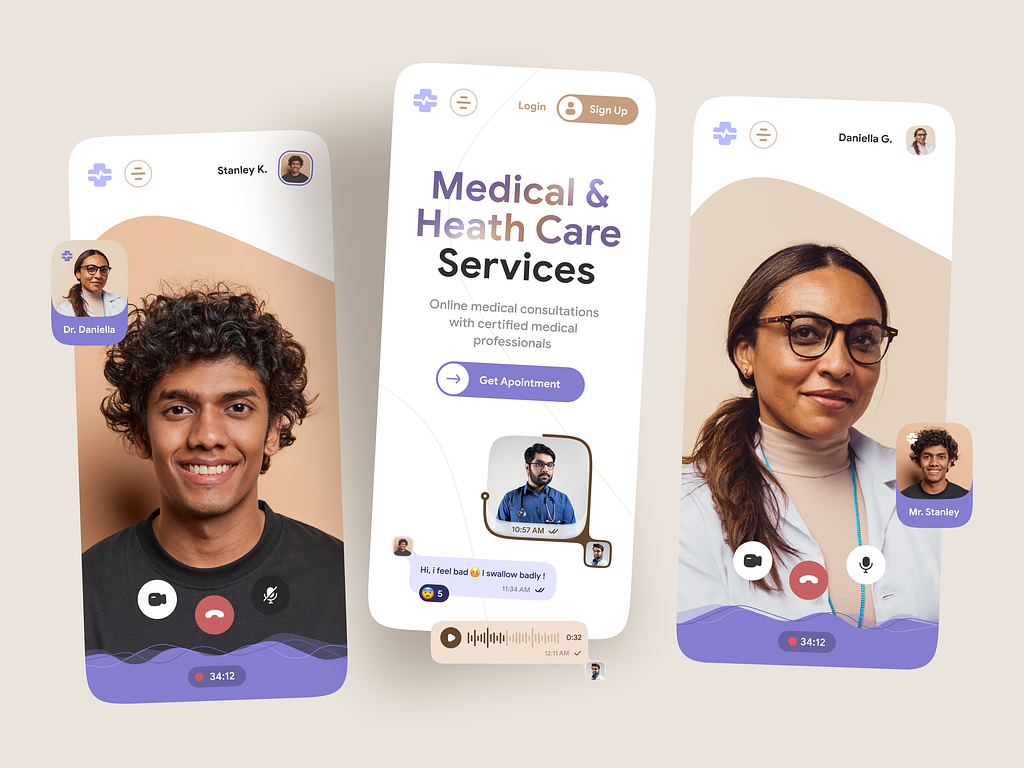 Stanley K.
Dr. Daniella
34:12
Login
Sign Up
Medical &
Heath Care
Services
Online medical consultations
with certified medical
professionals
Get Apointment
10:57 AM
Hi, i feel bad 🤒 I swallow badly !
11:34 AM
😨 5
0:32
12:11 AM
Daniella G.
Mr. Stanley
34:12